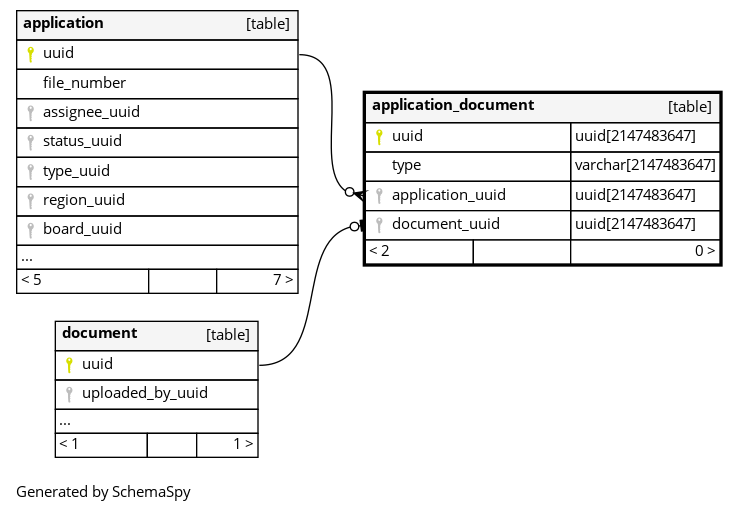 application [table]
uuid
file_number
assignee_uuid
status_uuid
type_uuid
region_uuid
board_uuid
...
< 5 7 >
application_document [table]
uuid uuid[2147483647]
type varchar[2147483647]
application_uuid uuid[2147483647]
document_uuid uuid[2147483647]
< 2 0 >
document [table]
uuid
uploaded_by_uuid
...
< 1 1 >
Generated by SchemaSpy